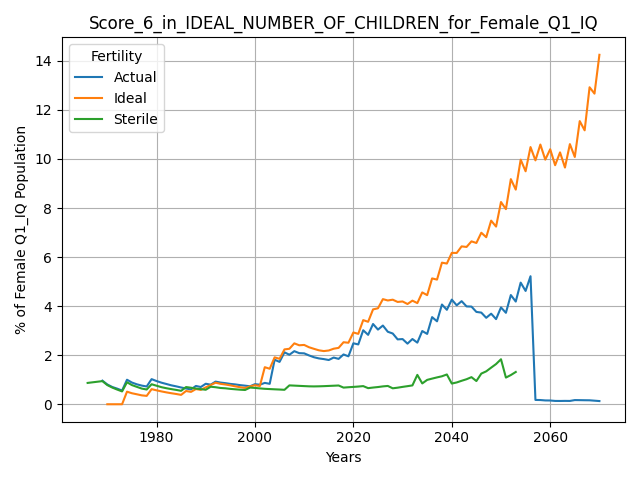 Score_6_in_IDEAL_NUMBER_OF_CHILDREN_for_Female_Q1_IQ
Fertility
Actual
Ideal
Sterile
% of Female Q1_IQ Population
14
12
10
8
6
4
2
0
1980
2000
2020
2040
2060
Years